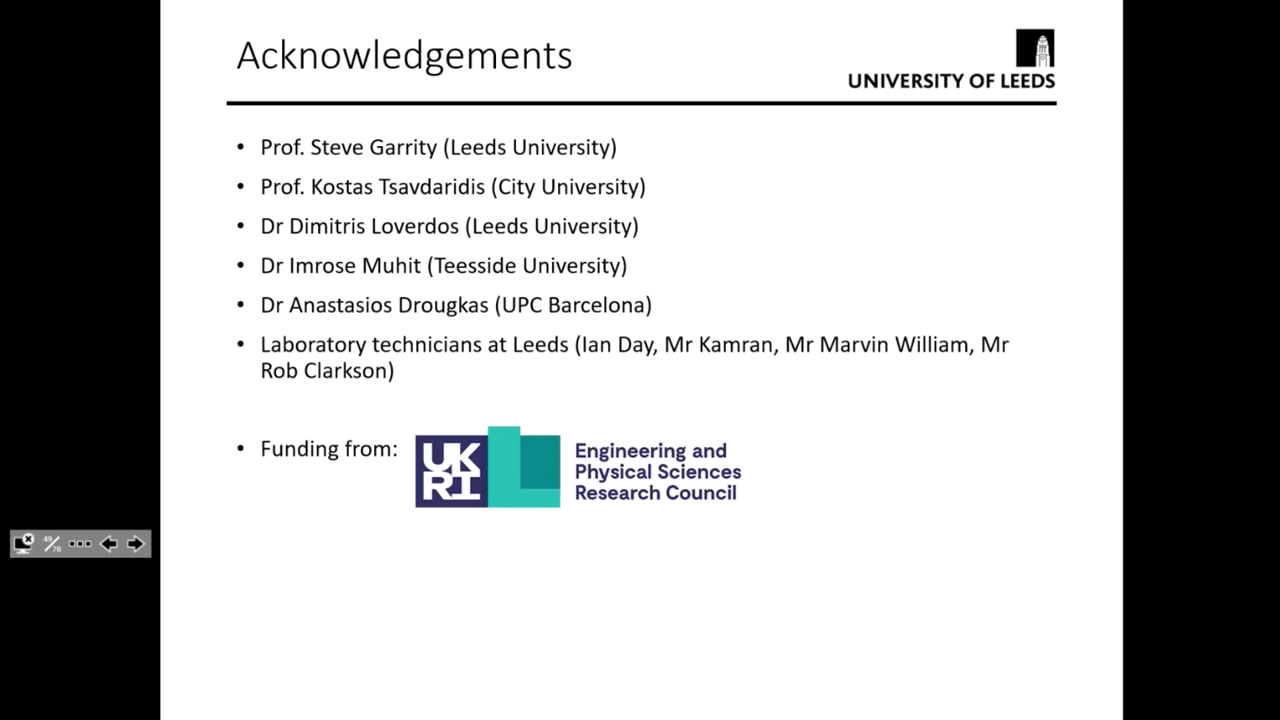 Acknowledgements
UNIVERSITY OF LEEDS
• Prof. Steve Garrity (Leeds University)
• Prof. Kostas Tsavdaridis (City University)
• Dr Dimitris Loverdos (Leeds University)
• Dr Imrose Muhit (Teesside University)
• Dr Anastasios Drougkas (UPC Barcelona)
• Laboratory technicians at Leeds (Ian Day, Mr Kamran, Mr Marvin William, Mr
Rob Clarkson)
• Funding from:
UK
RI
Engineering and
Physical Sciences
Research Council
49/78